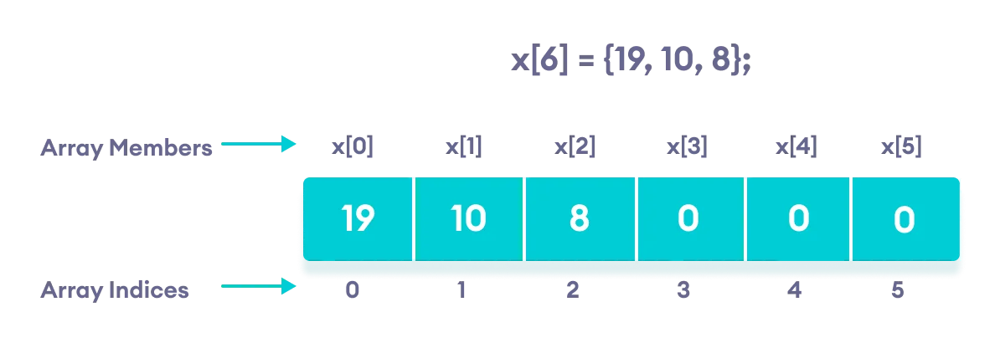 x[6] = {19, 10, 8};
Array Members x[0] x[1] x[2] x[3] x[4] x[5]
19 10 8 0 0 0
Array Indices 0 1 2 3 4 5